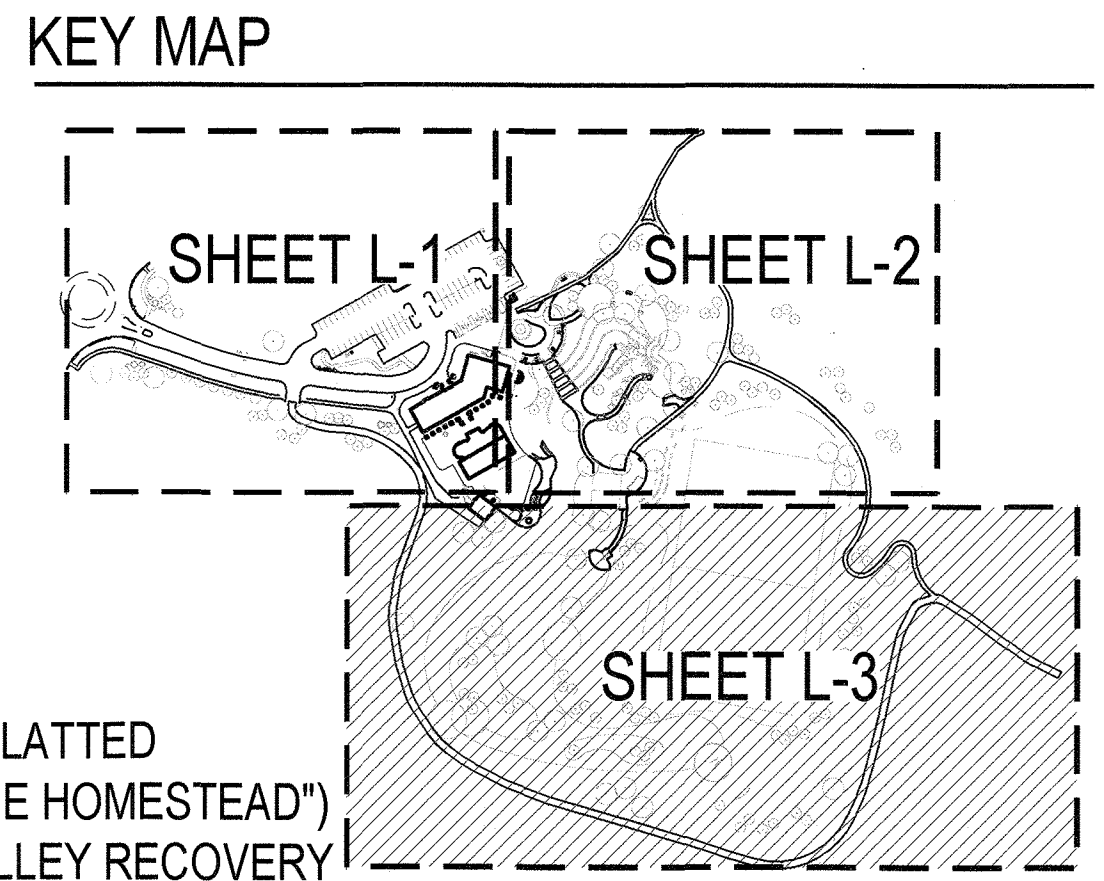 KEY MAP
SHEET L-1
SHEET L-2
SHEET L-3
LATTED
E HOMESTEAD")
LLEY RECOVERY